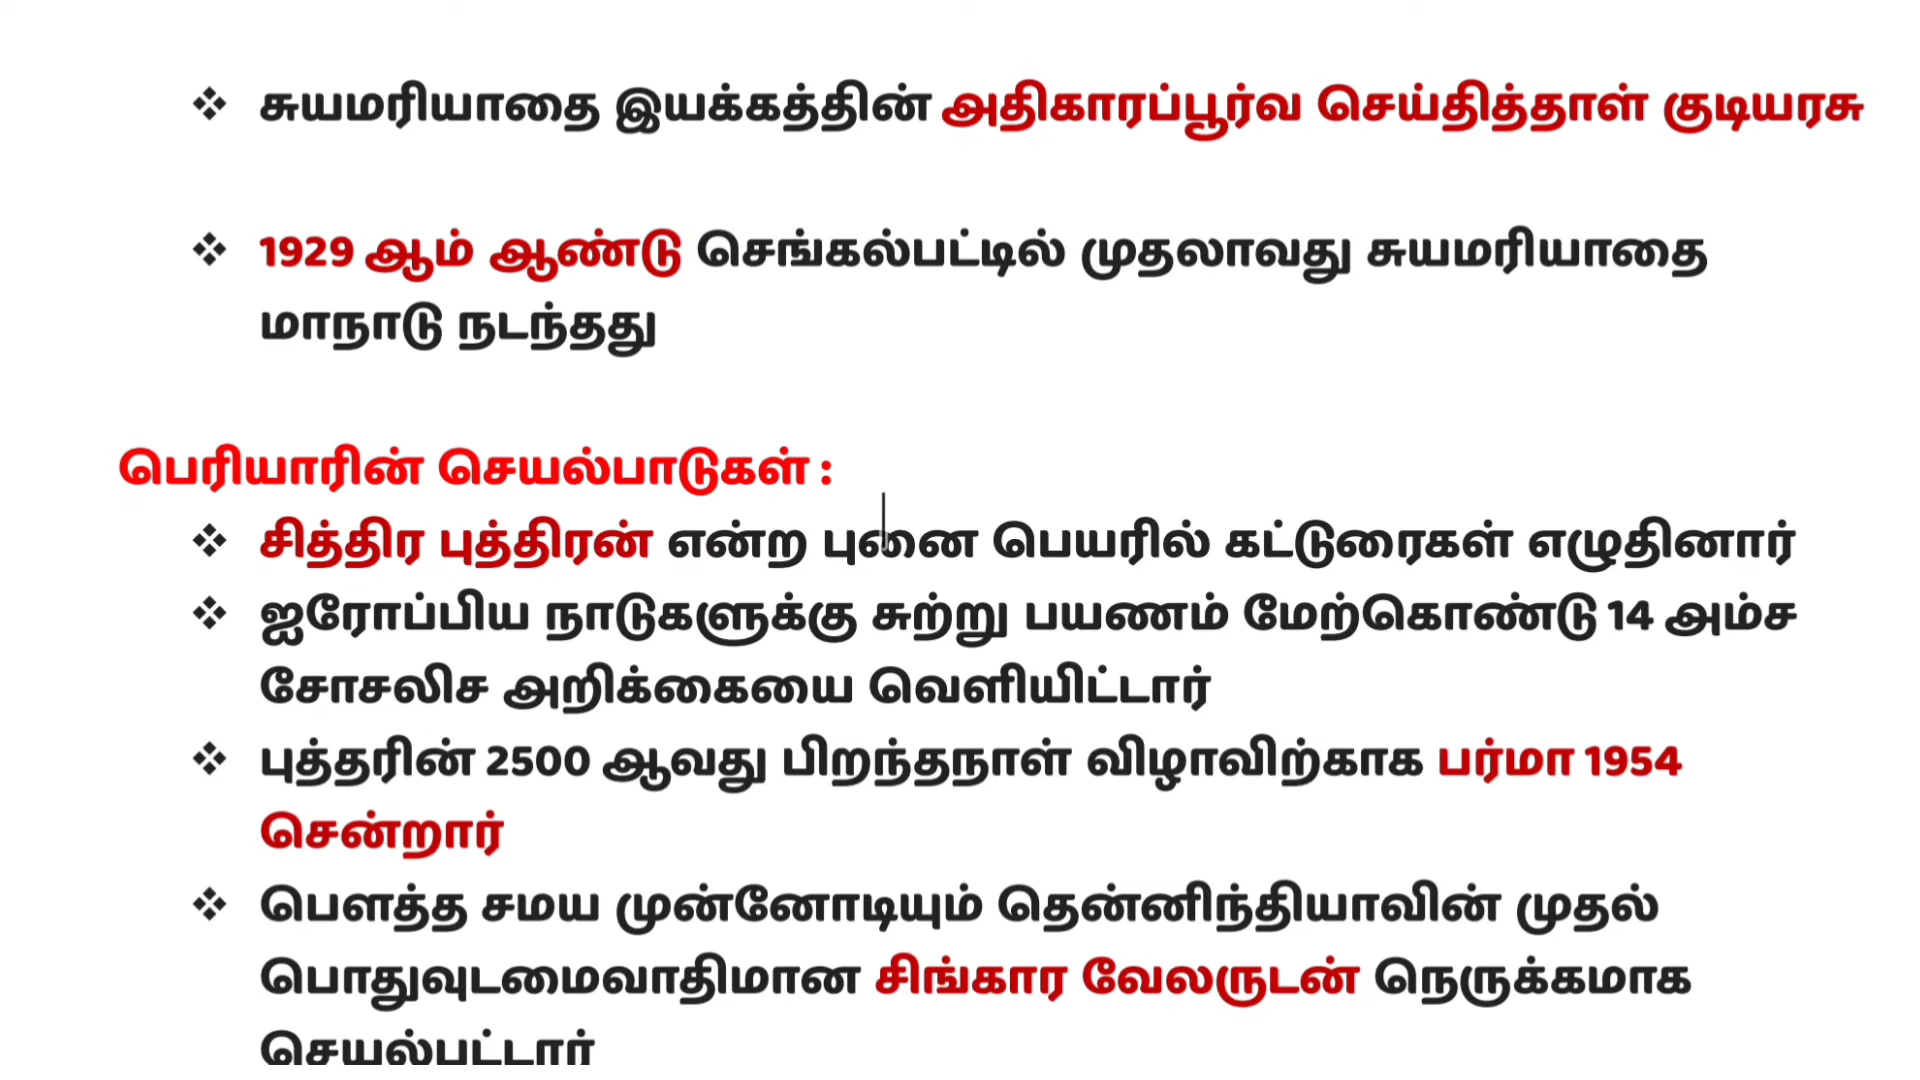 ❖ சுயமரியாதை இயக்கத்தின் அதிகாரப்பூர்வ செய்தித்தாள் குடியரசு
❖ 1929 ஆம் ஆண்டு செங்கல்பட்டில் முதலாவது சுயமரியாதை
மாநாடு நடந்தது
பெரியாரின் செயல்பாடுகள் :
❖ சித்திர புத்திரன் என்ற புனை பெயரில் கட்டுரைகள் எழுதினார்
❖ ஐரோப்பிய நாடுகளுக்கு சுற்று பயணம் மேற்கொண்டு 14 அம்ச
சோசலிச அறிக்கையை வெளியிட்டார்
❖ புத்தரின் 2500 ஆவது பிறந்தநாள் விழாவிற்காக பர்மா 1954
சென்றார்
❖ பௌத்த சமய முன்னோடியும் தென்னிந்தியாவின் முதல்
பொதுவுடமைவாதிமான சிங்கார வேலருடன் நெருக்கமாக
செயல்பட்டார்